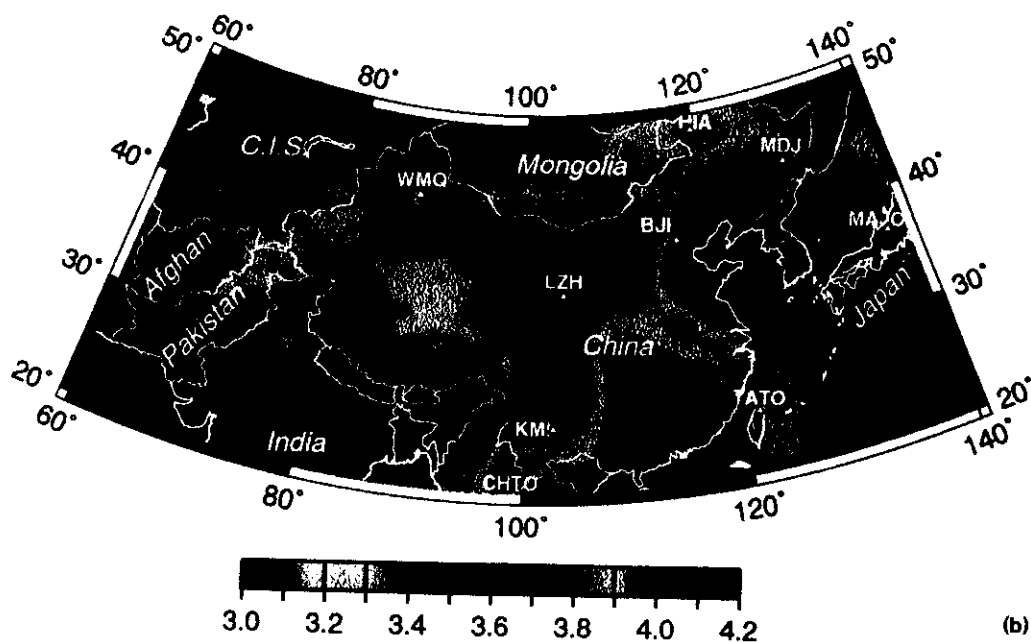 60° 80° 100° 120° 140°
50° 50°
40° 40°
30° 30°
20° 20°
60° 80° 100° 120° 140°
C.I.S.
Mongolia
HIA
MDJ
WMQ
BJI
MAJO
Afghan
Pakistan
LZH
Japan
China
TATO
India
KMI
CHTO
3.0 3.2 3.4 3.6 3.8 4.0 4.2
(b)